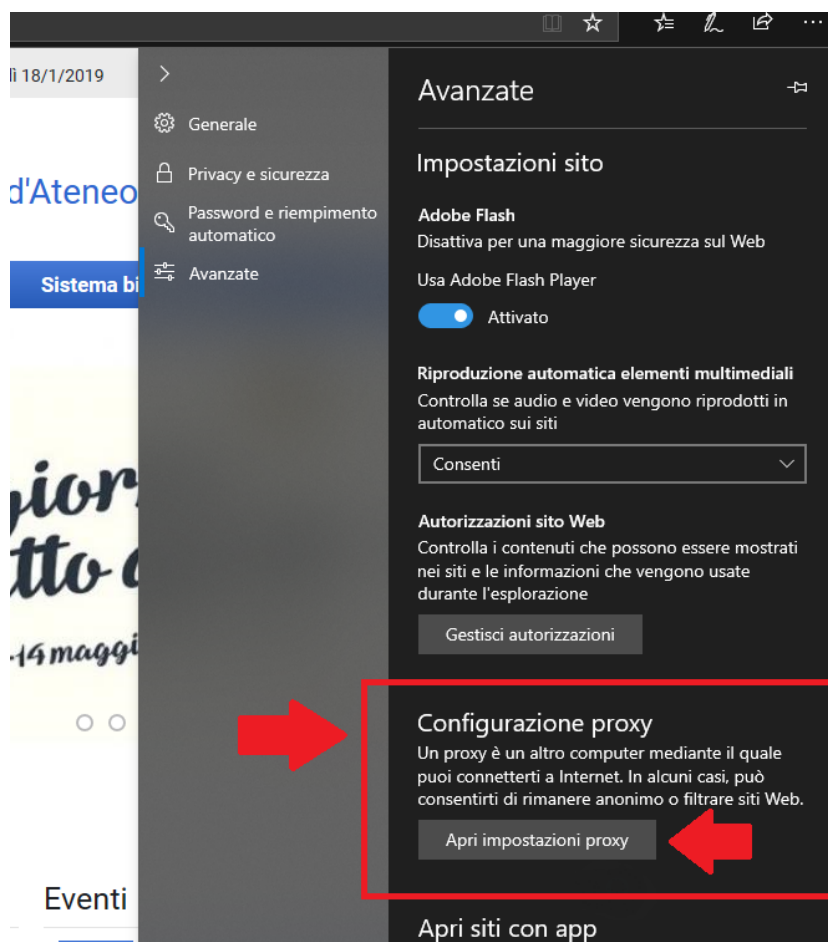 lì 18/1/2019
d'Ateneo
Sistema bi
gior
tto
14 maggi
Eventi
Generale
Privacy e sicurezza
Password e riempimento
automatico
Avanzate
Avanzate
Impostazioni sito
Adobe Flash
Disattiva per una maggiore sicurezza sul Web
Usa Adobe Flash Player
Attivato
Riproduzione automatica elementi multimediali
Controlla se audio e video vengono riprodotti in
automatico sui siti
Consenti
Autorizzazioni sito Web
Controlla i contenuti che possono essere mostrati
nei siti e le informazioni che vengono usate
durante l'esplorazione
Gestisci autorizzazioni
Configurazione proxy
Un proxy è un altro computer mediante il quale
puoi connetterti a Internet. In alcuni casi, può
consentirti di rimanere anonimo o filtrare siti Web.
Apri impostazioni proxy
Apri siti con app